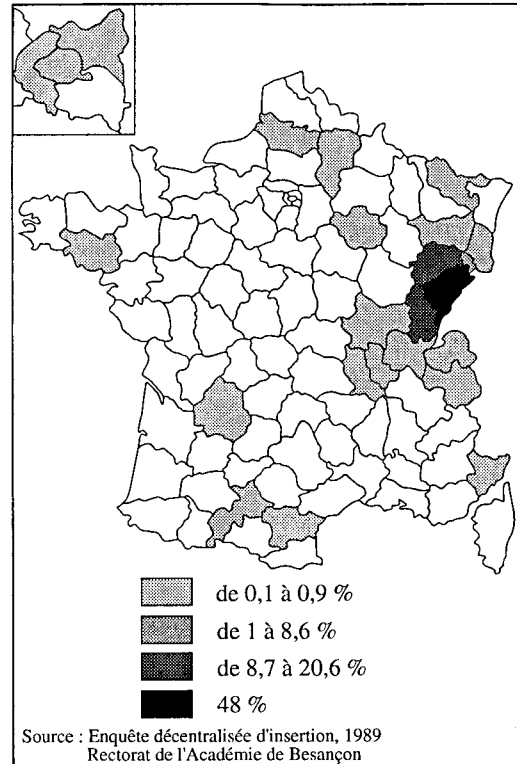 de 0,1 à 0,9 %
de 1 à 8,6 %
de 8,7 à 20,6 %
48 %
Source : Enquête décentralisée d'insertion, 1989
Rectorat de l'Académie de Besançon